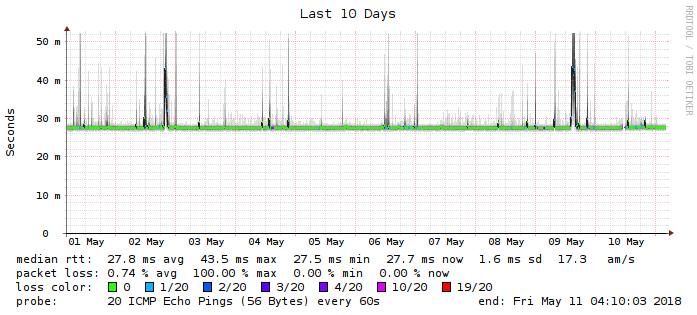 Last 10 Days
RRDTOOL / TOBI OETIKER
Seconds
50 m
40 m
30 m
20 m
10 m
0
01 May 02 May 03 May 04 May 05 May 06 May 07 May 08 May 09 May 10 May
median rtt: 27.8 ms avg 43.5 ms max 27.5 ms min 27.7 ms now 1.6 ms sd 17.3 am/s
packet loss: 0.74 % avg 100.00 % max 0.00 % min 0.00 % now
loss color: 0 1/20 2/20 3/20 4/20 10/20 19/20
probe: 20 ICMP Echo Pings (56 Bytes) every 60s end: Fri May 11 04:10:03 2018